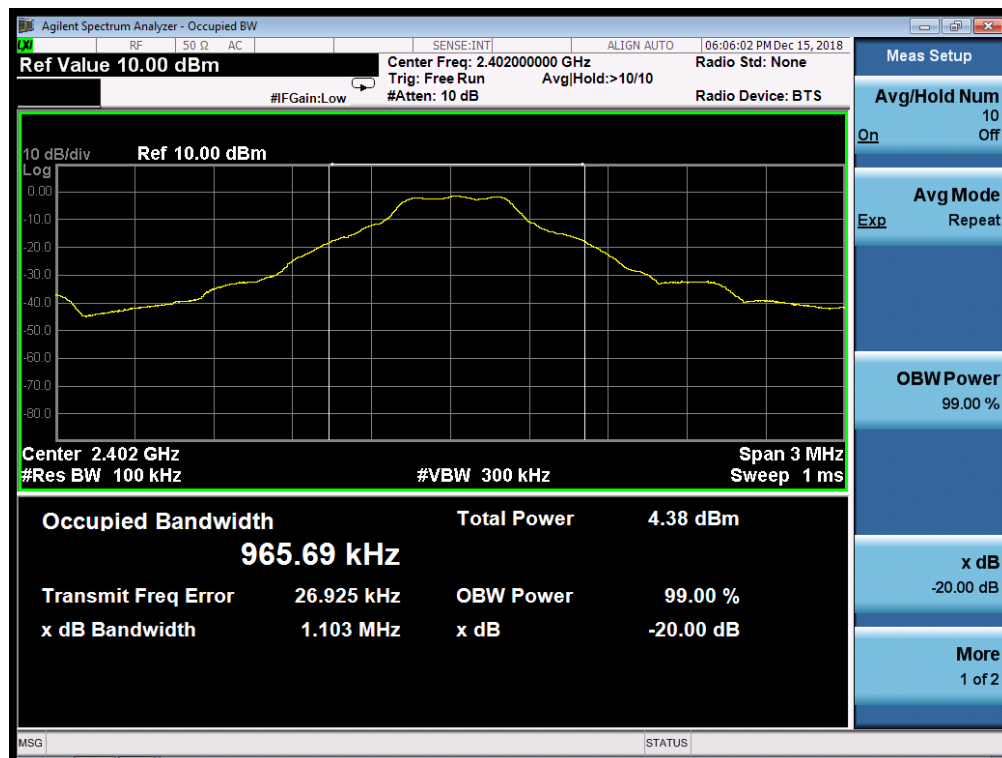 Agilent Spectrum Analyzer - Occupied BW
LXI RF 50 Ω AC SENSE:INT ALIGN AUTO 06:06:02 PM Dec 15, 2018
Ref Value 10.00 dBm Center Freq: 2.402000000 GHz Radio Std: None
Trig: Free Run Avg|Hold:>10/10
#IFGain:Low #Atten: 10 dB Radio Device: BTS
10 dB/div Ref 10.00 dBm
Log
0.00
-10.0
-20.0
-30.0
-40.0
-50.0
-60.0
-70.0
-80.0
Center 2.402 GHz Span 3 MHz
#Res BW 100 kHz #VBW 300 kHz Sweep 1 ms
Occupied Bandwidth Total Power 4.38 dBm
965.69 kHz
Transmit Freq Error 26.925 kHz OBW Power 99.00 %
x dB Bandwidth 1.103 MHz x dB -20.00 dB
MSG STATUS
Meas Setup
Avg/Hold Num
10
On Off
Avg Mode
Exp Repeat
OBW Power
99.00 %
x dB
-20.00 dB
More
1 of 2